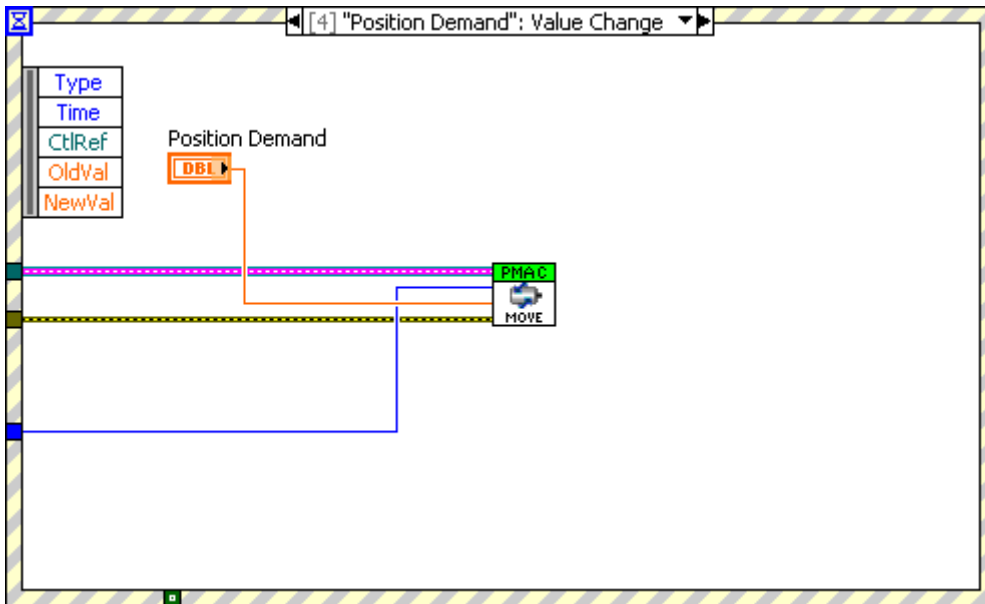 [4] "Position Demand": Value Change
Type
Time
CtlRef
OldVal
NewVal
Position Demand
DBL
PMAC
MOVE